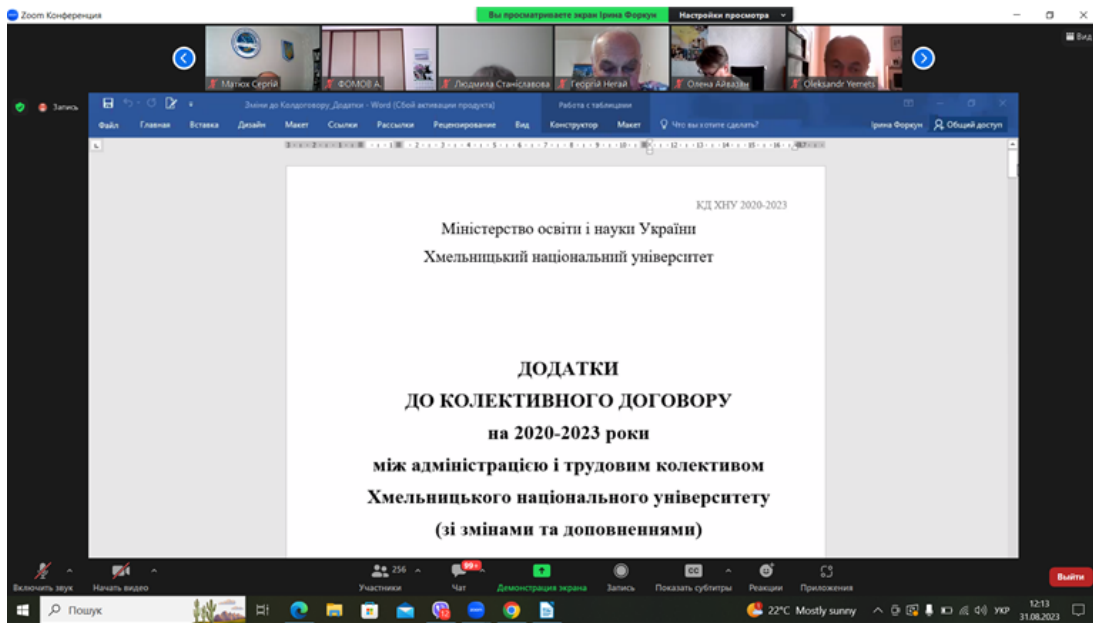 Zoom Конференция
Вы просматриваете экран Ірина Форкун
Настройки просмотра
Вид
Матюх Сергій
ФОМОВ А.
Людмила Станіславова
Георгій Негай
Олена Айвазян
Oleksandr Yemets
Запись
Зміни до Колдоговору_Додатки - Word (Сбой активации продукта)
Работа с таблицами
Файл Главная Вставка Дизайн Макет Ссылки Рассылки Рецензирование Вид Конструктор Макет Что вы хотите сделать? Ірина Форкун Общий доступ
КД ХНУ 2020-2023
Міністерство освіти і науки України
Хмельницький національний університет
ДОДАТКИ
ДО КОЛЕКТИВНОГО ДОГОВОРУ
на 2020-2023 роки
між адміністрацією і трудовим колективом
Хмельницького національного університету
(зі змінами та доповненнями)
256
99+
CC
Включить звук Начать видео Участники Чат Демонстрация экрана Запись Показать субтитры Реакции Приложения
Выйти
Пошук
22°C Mostly sunny
УКР
12:13
31.08.2023